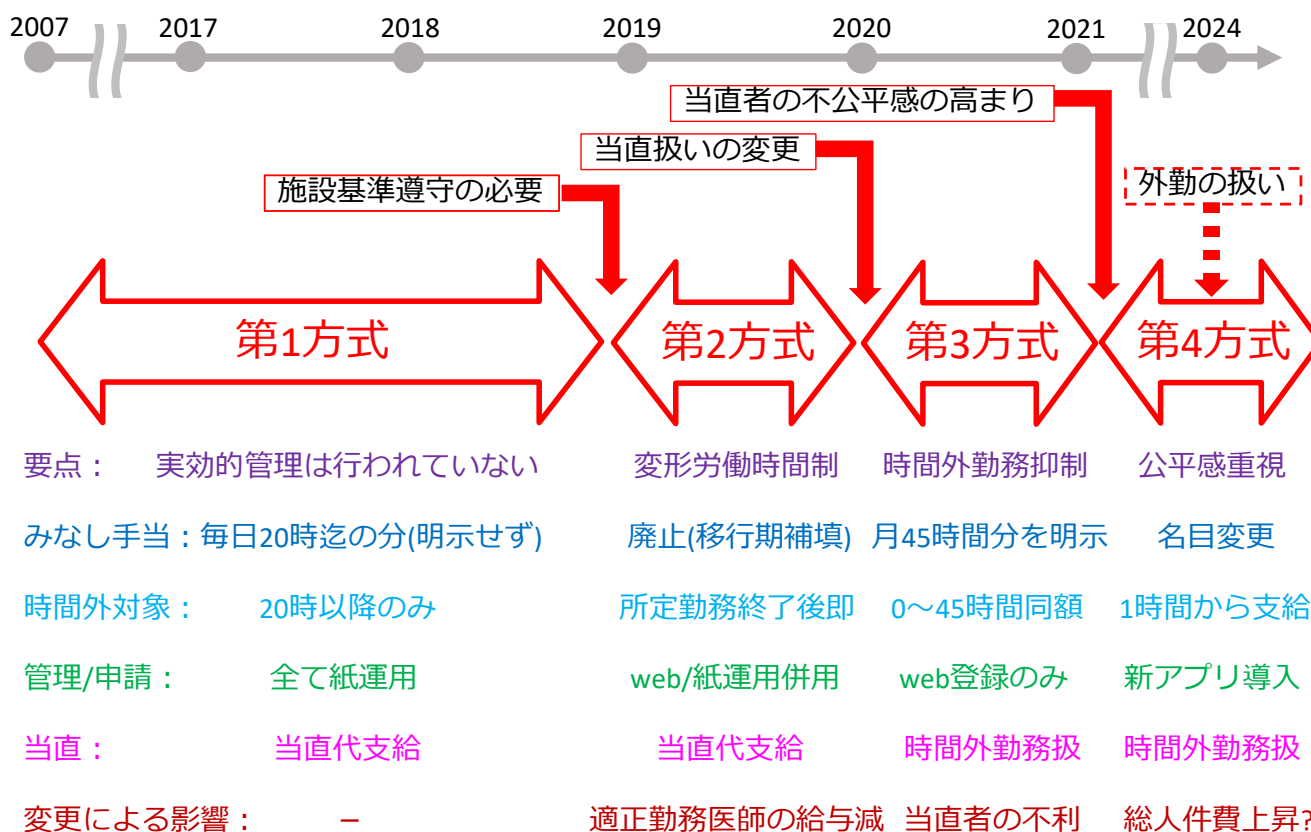 2007 2017 2018 2019 2020 2021 2024
当直者の不公平感の高まり
当直扱いの変更
施設基準遵守の必要
外勤の扱い
第1方式 第2方式 第3方式 第4方式
要点： 実効的管理は行われていない 変形労働時間制 時間外勤務抑制 公平感重視
みなし手当：毎日20時迄の分(明示せず) 廃止(移行期補填) 月45時間分を明示 名目変更
時間外対象： 20時以降のみ 所定勤務終了後即 0～45時間同額 1時間から支給
管理/申請： 全て紙運用 web/紙運用併用 web登録のみ 新アプリ導入
当直： 当直代支給 当直代支給 時間外勤務扱 時間外勤務扱
変更による影響： － 適正勤務医師の給与減 当直者の不利 総人件費上昇?